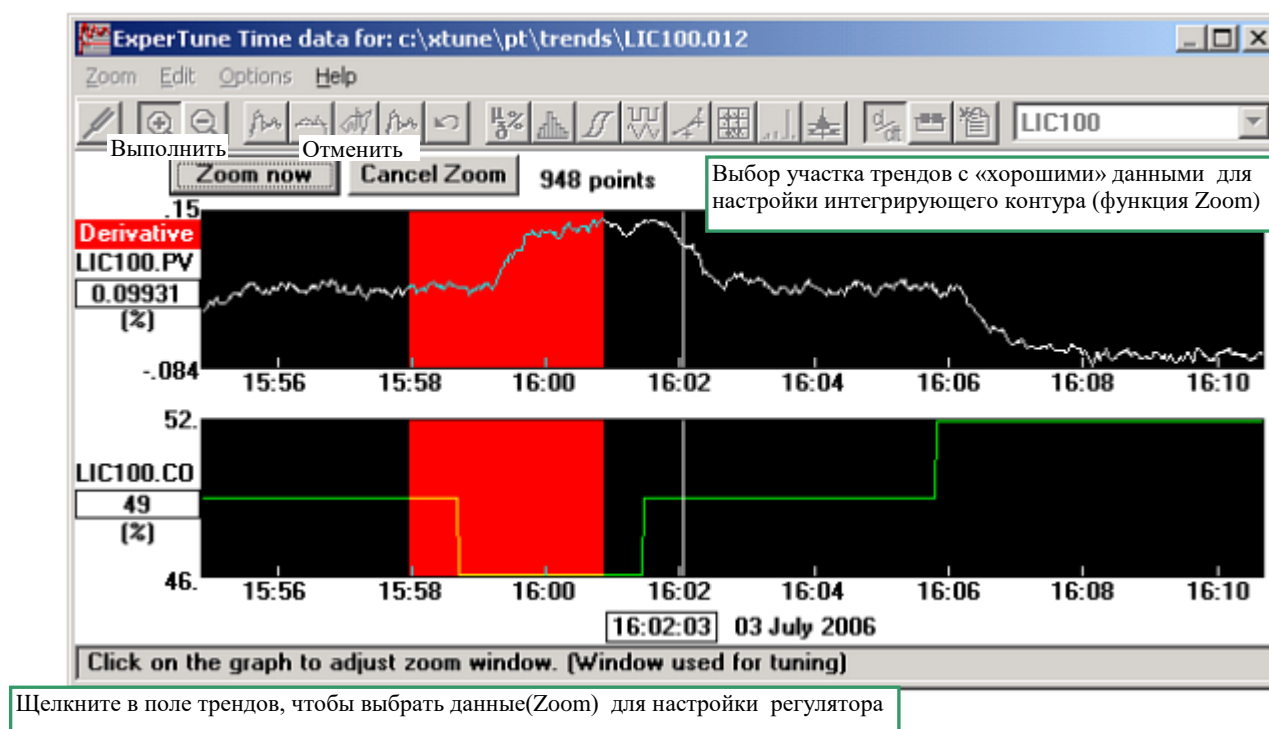 ExperTune Time data for: c:\xtune\pt\trends\LIC100.012
Zoom Edit Options Help
LIC100
Выполнить Отменить
Zoom now Cancel Zoom 948 points
Выбор участка трендов с «хорошими» данными для
настройки интегрирующего контура (функция Zoom)
.15
Derivative
LIC100.PV
0.09931
(%)
-.084
15:56 15:58 16:00 16:02 16:04 16:06 16:08 16:10
52.
LIC100.CO
49
(%)
46.
15:56 15:58 16:00 16:02 16:04 16:06 16:08 16:10
16:02:03 03 July 2006
Click on the graph to adjust zoom window. (Window used for tuning)
Щелкните в поле трендов, чтобы выбрать данные(Zoom) для настройки регулятора